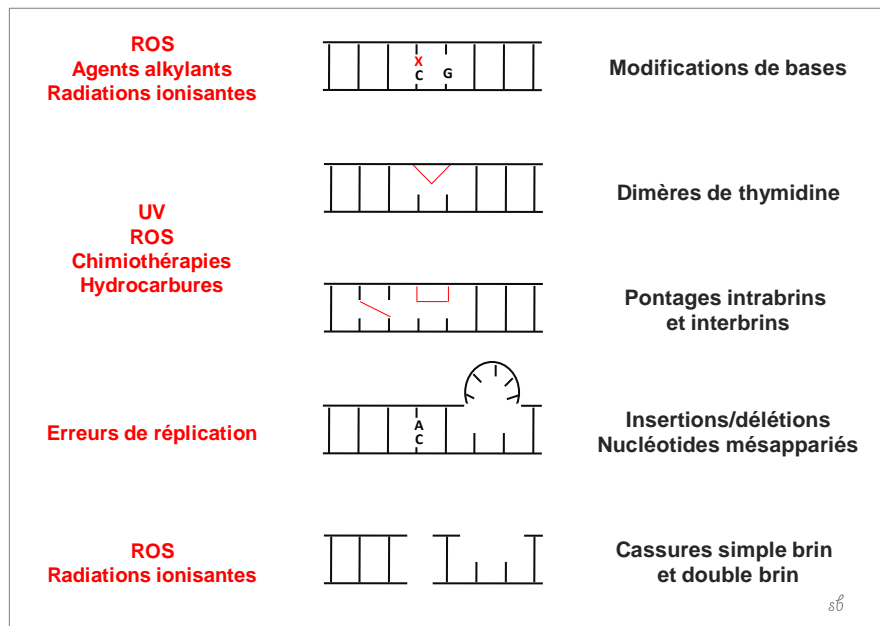 ROS
Agents alkylants
Radiations ionisantes
X
C G
Modifications de bases
UV
ROS
Chimiothérapies
Hydrocarbures
Dimères de thymidine
Pontages intrabrins
et interbrins
Erreurs de réplication
A
C
Insertions/délétions
Nucléotides mésappariés
ROS
Radiations ionisantes
Cassures simple brin
et double brin
sb